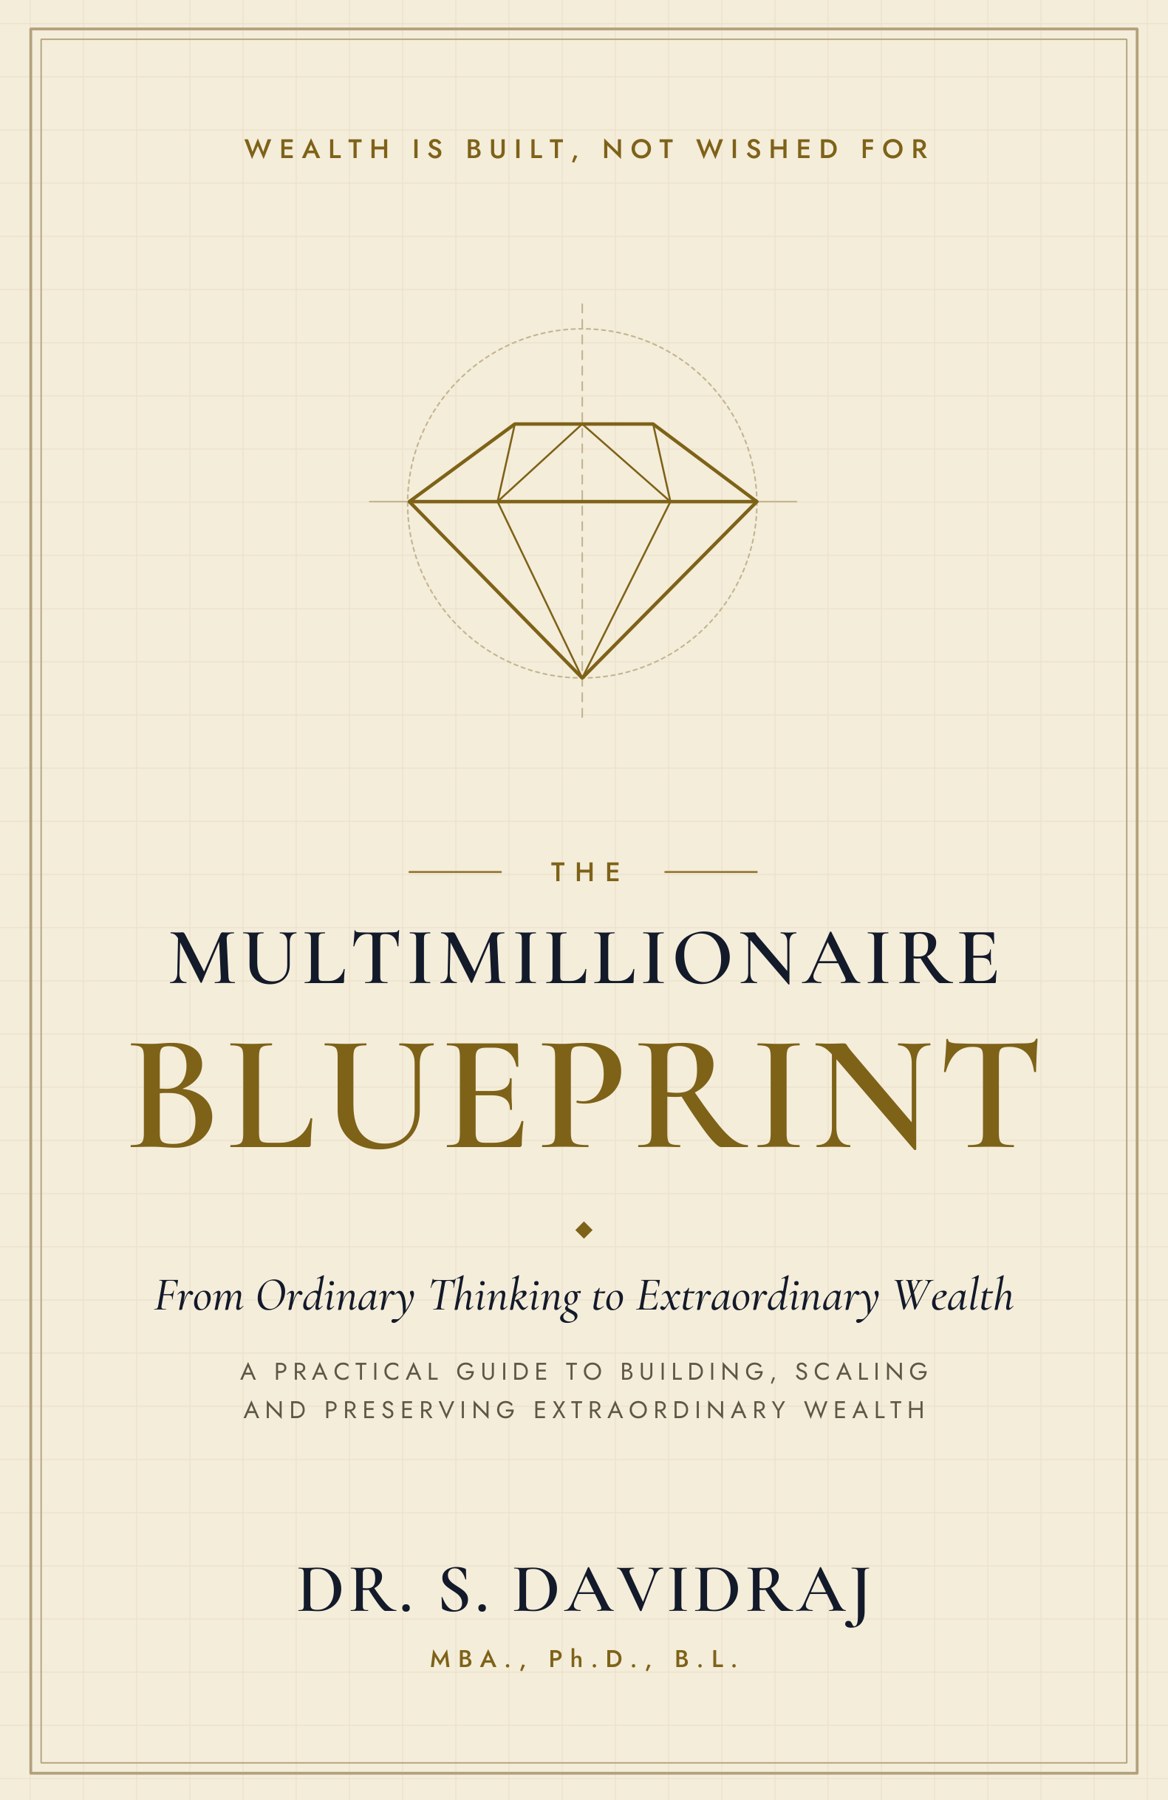 WEALTH IS BUILT, NOT WISHED FOR
THE
MULTIMILLIONAIRE
BLUEPRINT
From Ordinary Thinking to Extraordinary Wealth
A PRACTICAL GUIDE TO BUILDING, SCALING
AND PRESERVING EXTRAORDINARY WEALTH
DR. S. DAVIDRAJ
MBA., Ph.D., B.L.